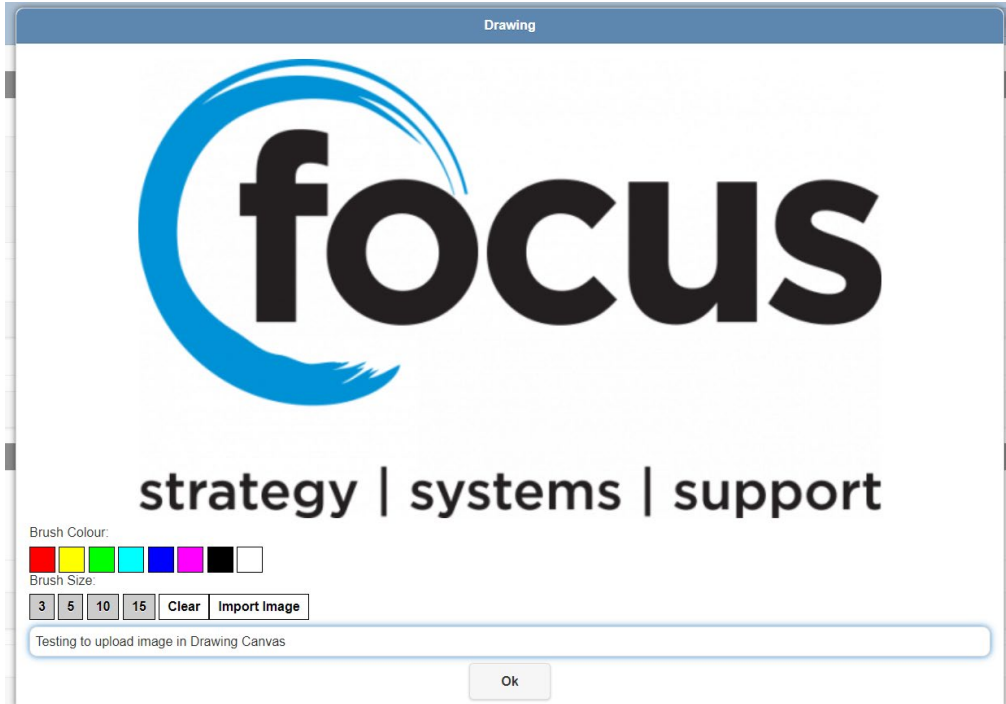 Drawing
focus
strategy | systems | support
Brush Colour:
Brush Size:
3 5 10 15 Clear Import Image
Testing to upload image in Drawing Canvas
Ok